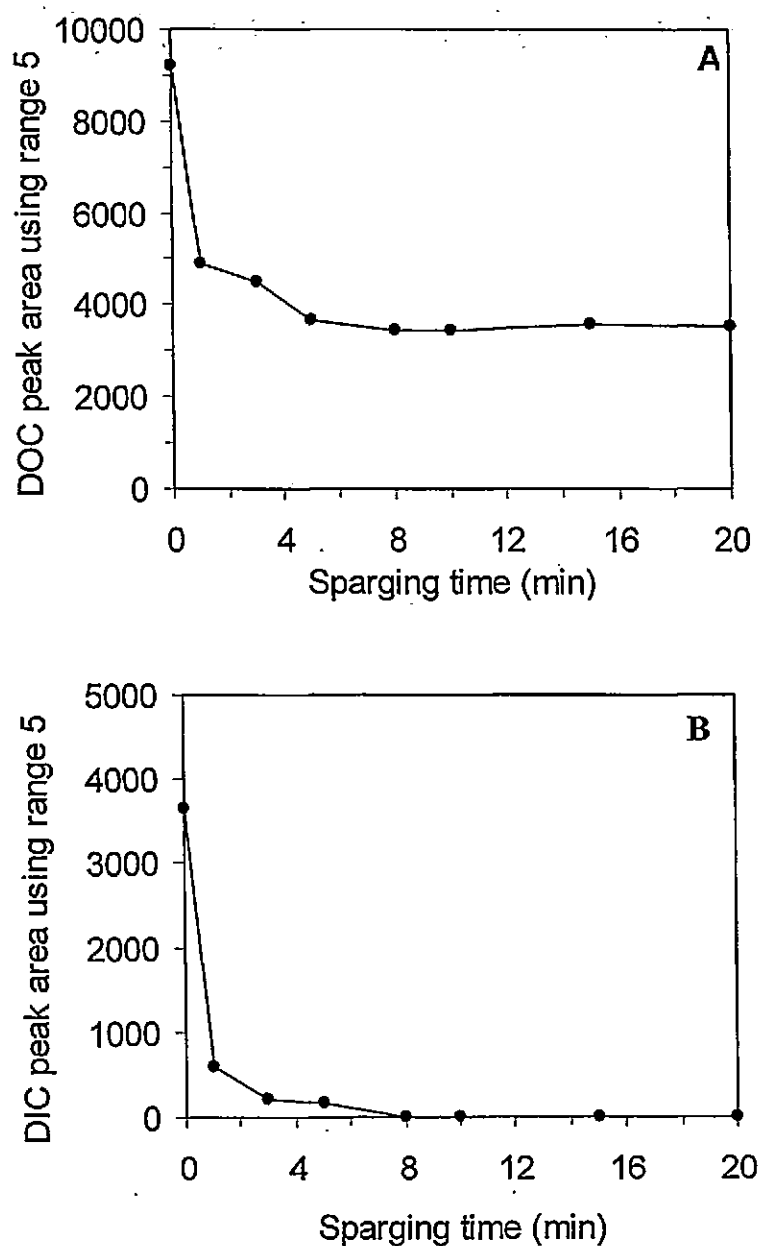 A
DOC peak area using range 5
10000
8000
6000
4000
2000
0
0 4 8 12 16 20
Sparging time (min)
B
DIC peak area using range 5
5000
4000
3000
2000
1000
0
0 4 8 12 16 20
Sparging time (min)